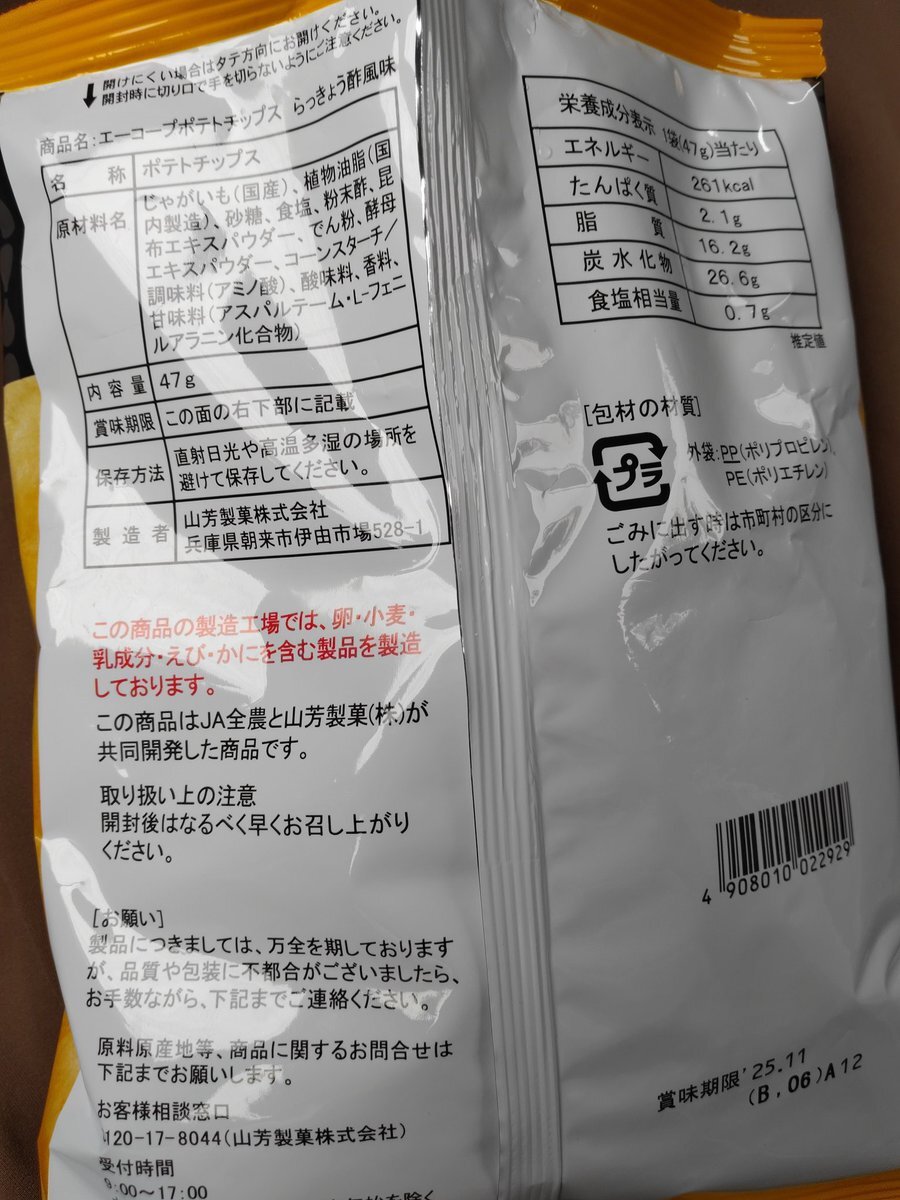 開けにくい場合はタテ方向にお開けください。
開封時に切り口で手を切らないようにご注意ください。
商品名:エーコープポテトチップス らっきょう酢風味
名 称 ポテトチップス
原材料名 じゃがいも(国産)、植物油脂(国
内製造)、砂糖、食塩、粉末酢、昆
布エキスパウダー、でん粉、酵母
エキスパウダー、コーンスターチ/
調味料(アミノ酸)、酸味料、香料、
甘味料(アスパルテーム・L-フェニ
ルアラニン化合物)
内容量 47g
賞味期限 この面の右下部に記載
保存方法 直射日光や高温多湿の場所を
避けて保存してください。
製造者 山芳製菓株式会社
兵庫県朝来市伊由市場528-1
この商品の製造工場では、卵・小麦・
乳成分・えび・かにを含む製品を製造
しております。
この商品はJA全農と山芳製菓(株)が
共同開発した商品です。
取り扱い上の注意
開封後はなるべく早くお召し上がり
ください。
[お願い]
製品につきましては、万全を期しております
が、品質や包装に不都合がございましたら、
お手数ながら、下記までご連絡ください。
原料原産地等、商品に関するお問合せは
下記までお願いします。
お客様相談窓口
120-17-8044(山芳製菓株式会社)
受付時間
9:00～17:00
を除く
栄養成分表示 1袋(47g)当たり
エネルギー 261kcal
たんぱく質 2.1g
脂 質 16.2g
炭水化物 26.6g
食塩相当量 0.7g
推定値
[包材の材質]
プラ
外袋:PP(ポリプロピレン)、
PE(ポリエチレン)
ごみに出す時は市町村の区分に
したがってください。
4 908010 022929
賞味期限'25.11
(B.06)A12